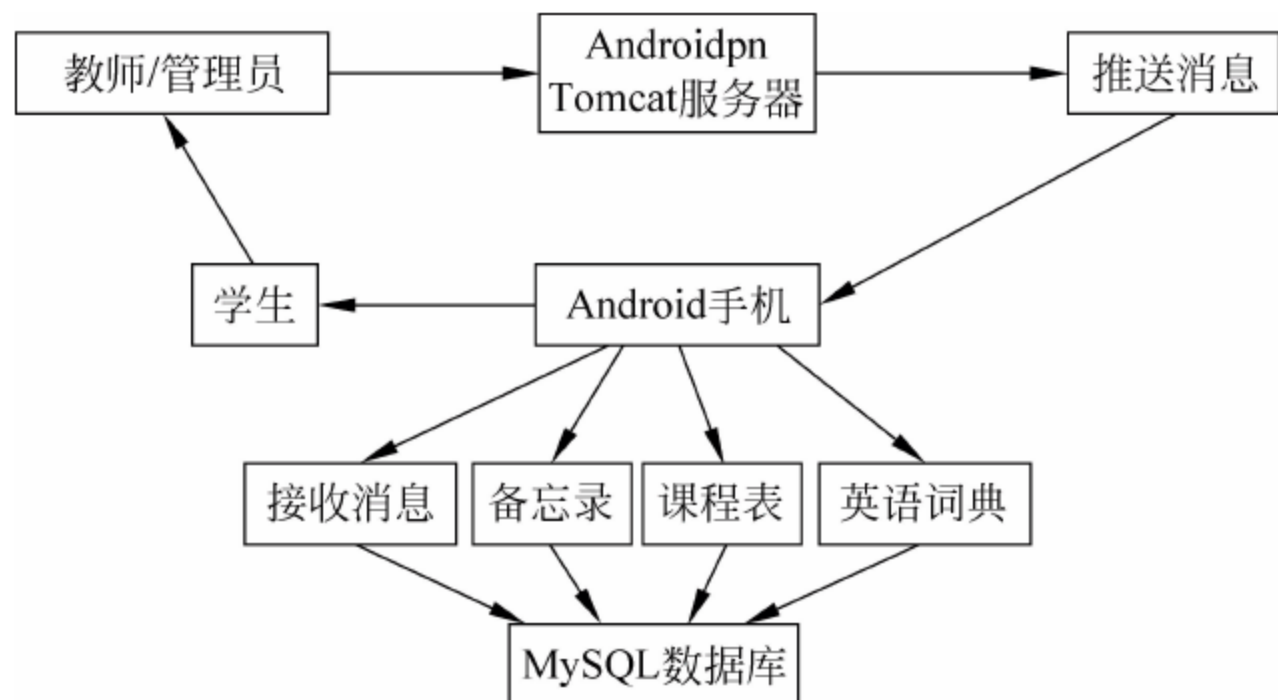 教师/管理员
Androidpn
Tomcat服务器
推送消息
学生
Android手机
接收消息
备忘录
课程表
英语词典
MySQL数据库